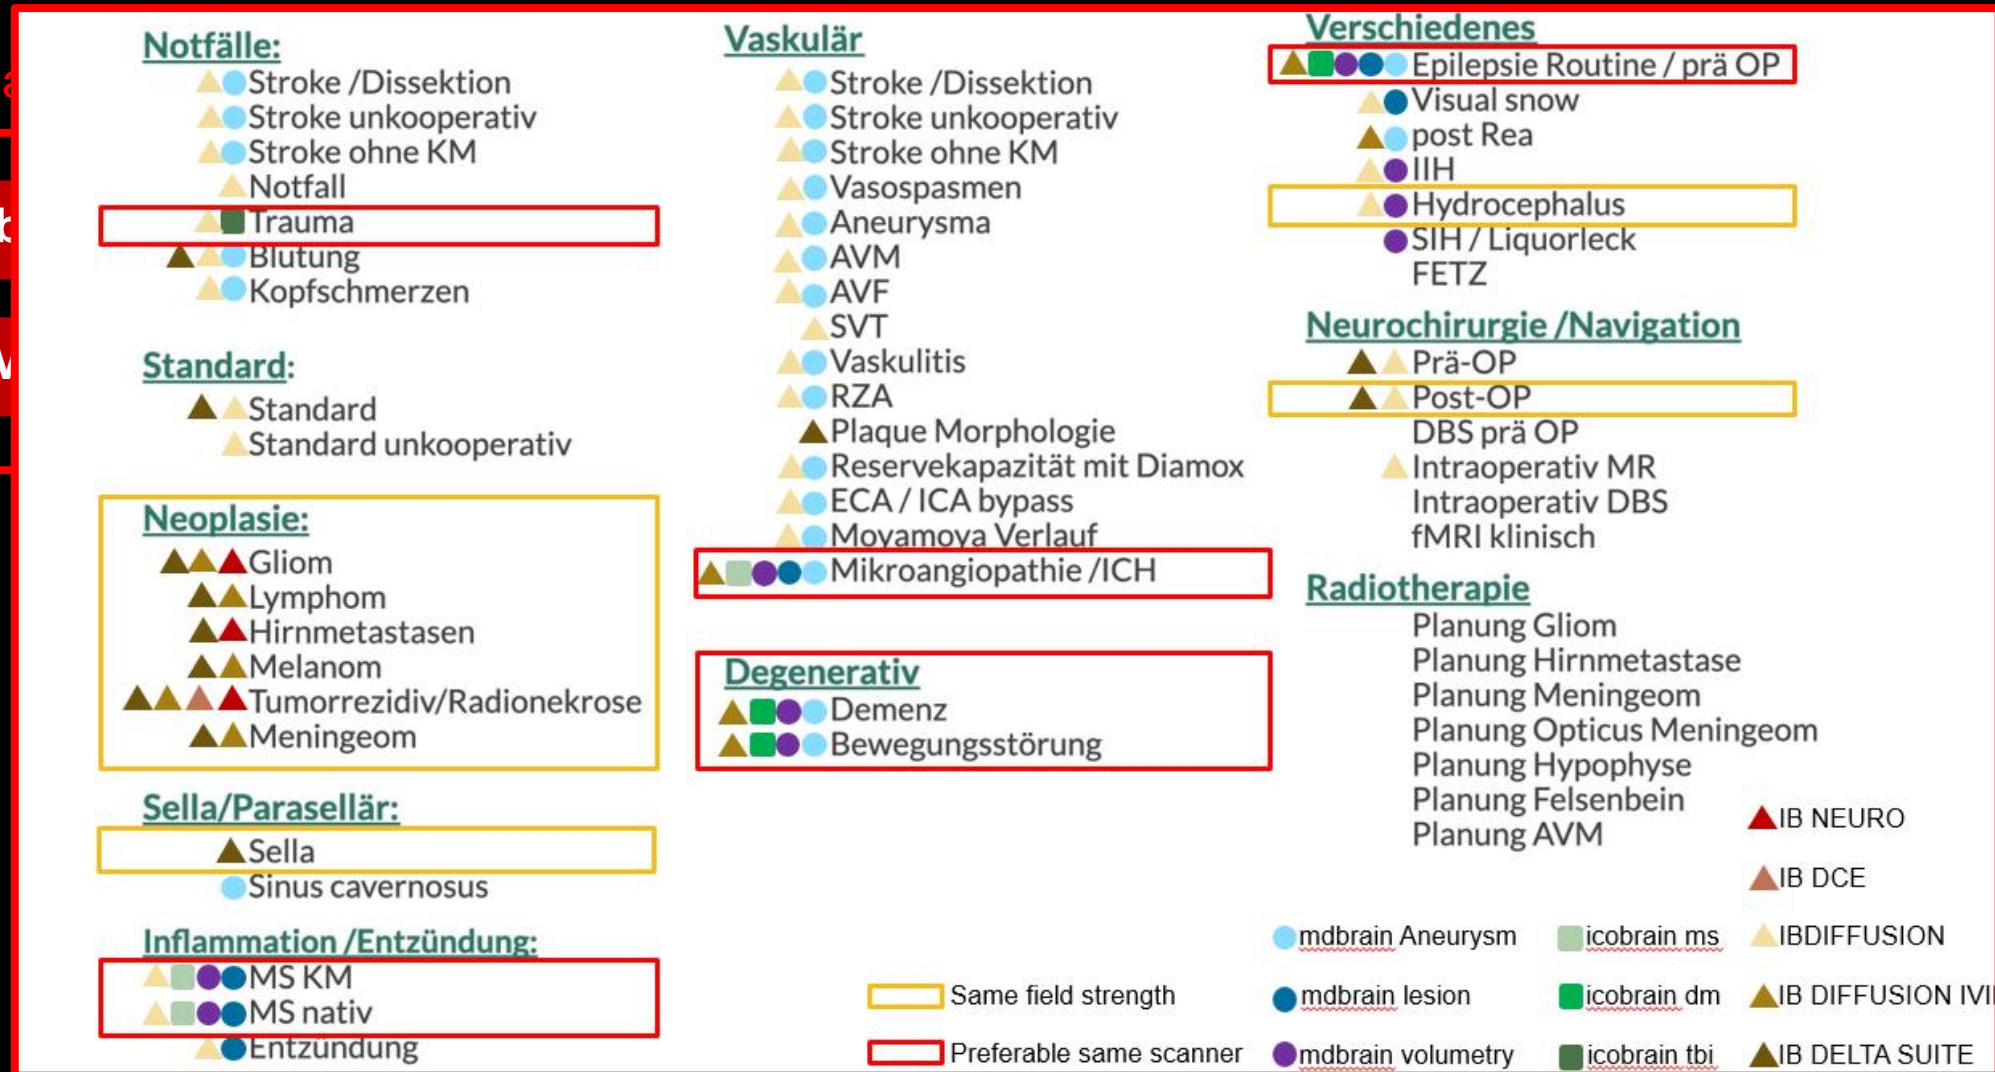 Notfälle:
Stroke /Dissektion
Stroke unkooperativ
Stroke ohne KM
Notfall
Trauma
Blutung
Kopfschmerzen
Standard:
Standard
Standard unkooperativ
Neoplasie:
Gliom
Lymphom
Hirnmetastasen
Melanom
Tumorrezidiv/Radionekrose
Meningeom
Sella/Parasellär:
Sella
Sinus cavernosus
Inflammation /Entzündung:
MS KM
MS nativ
Entzündung
Vaskulär
Stroke /Dissektion
Stroke unkooperativ
Stroke ohne KM
Vasospasmen
Aneurysma
AVM
AVF
SVT
Vaskulitis
RZA
Plaque Morphologie
Reservekapazität mit Diamox
ECA / ICA bypass
Moyamoya Verlauf
Mikroangiopathie /ICH
Degenerativ
Demenz
Bewegungsstörung
Verschiedenes
Epilepsie Routine / prä OP
Visual snow
post Rea
IIH
Hydrocephalus
SIH / Liquorleck
FETZ
Neurochirurgie /Navigation
Prä-OP
Post-OP
DBS prä OP
Intraoperativ MR
Intraoperativ DBS
fMRI klinisch
Radiotherapie
Planung Gliom
Planung Hirnmetastase
Planung Meningeom
Planung Opticus Meningeom
Planung Hypophyse
Planung Felsenbein
Planung AVM
Same field strength
Preferable same scanner
mdbrain Aneurysm
mdbrain lesion
mdbrain volumetry
icobrain ms
icobrain dm
icobrain tbi
IB NEURO
IB DCE
IBDIFFUSION
IB DIFFUSION
IB DELTA SUITE